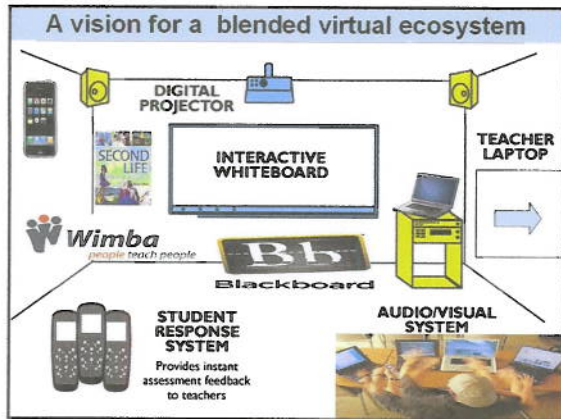 A vision for a blended virtual ecosystem
DIGITAL
PROJECTOR
SECOND
LIFE
INTERACTIVE
WHITEBOARD
TEACHER
LAPTOP
Wimba
people teach people
Bb
Blackboard
STUDENT
RESPONSE
SYSTEM
Provides instant
assessment feedback
to teachers
AUDIO/VISUAL
SYSTEM